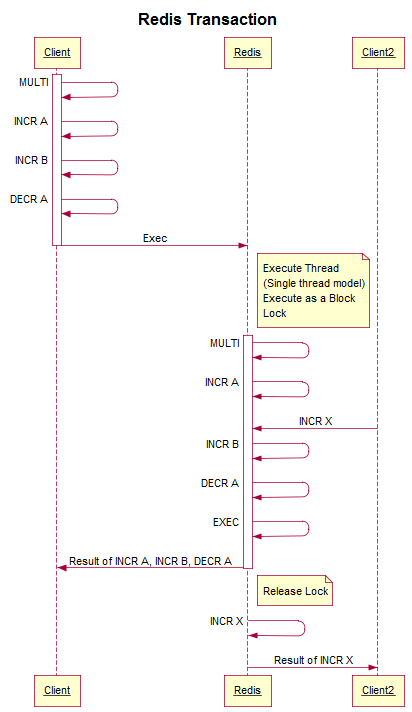 Redis Transaction
Client
Redis
Client2
MULTI
INCR A
INCR B
DECR A
Exec
Execute Thread
(Single thread model)
Execute as a Block
Lock
MULTI
INCR A
INCR X
INCR B
DECR A
EXEC
Result of INCR A, INCR B, DECR A
Release Lock
INCR X
Result of INCR X
Client
Redis
Client2